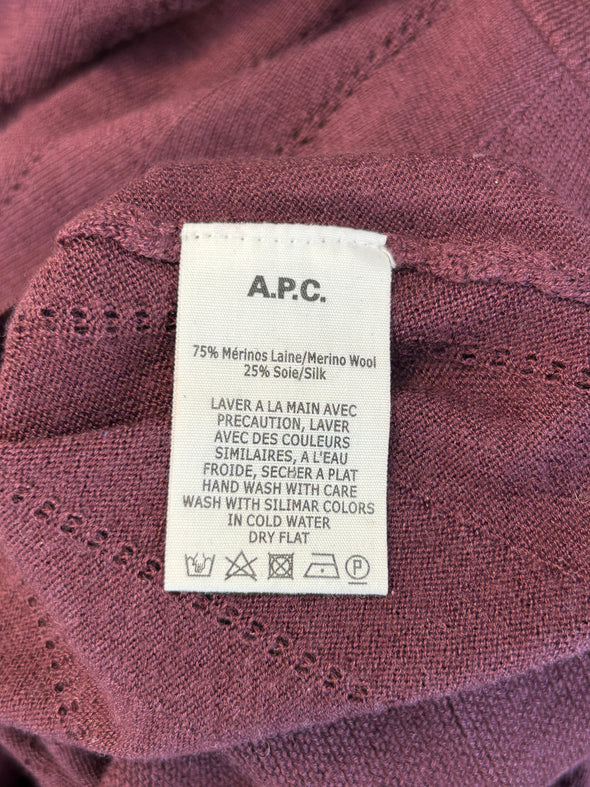 A.P.C.
75% Mérinos Laine/Merino Wool
25% Soie/Silk
LAVER A LA MAIN AVEC
PRECAUTION, LAVER
AVEC DES COULEURS
SIMILAIRES, A L'EAU
FROIDE, SECHER A PLAT
HAND WASH WITH CARE
WASH WITH SILIMAR COLORS
IN COLD WATER
DRY FLAT
P